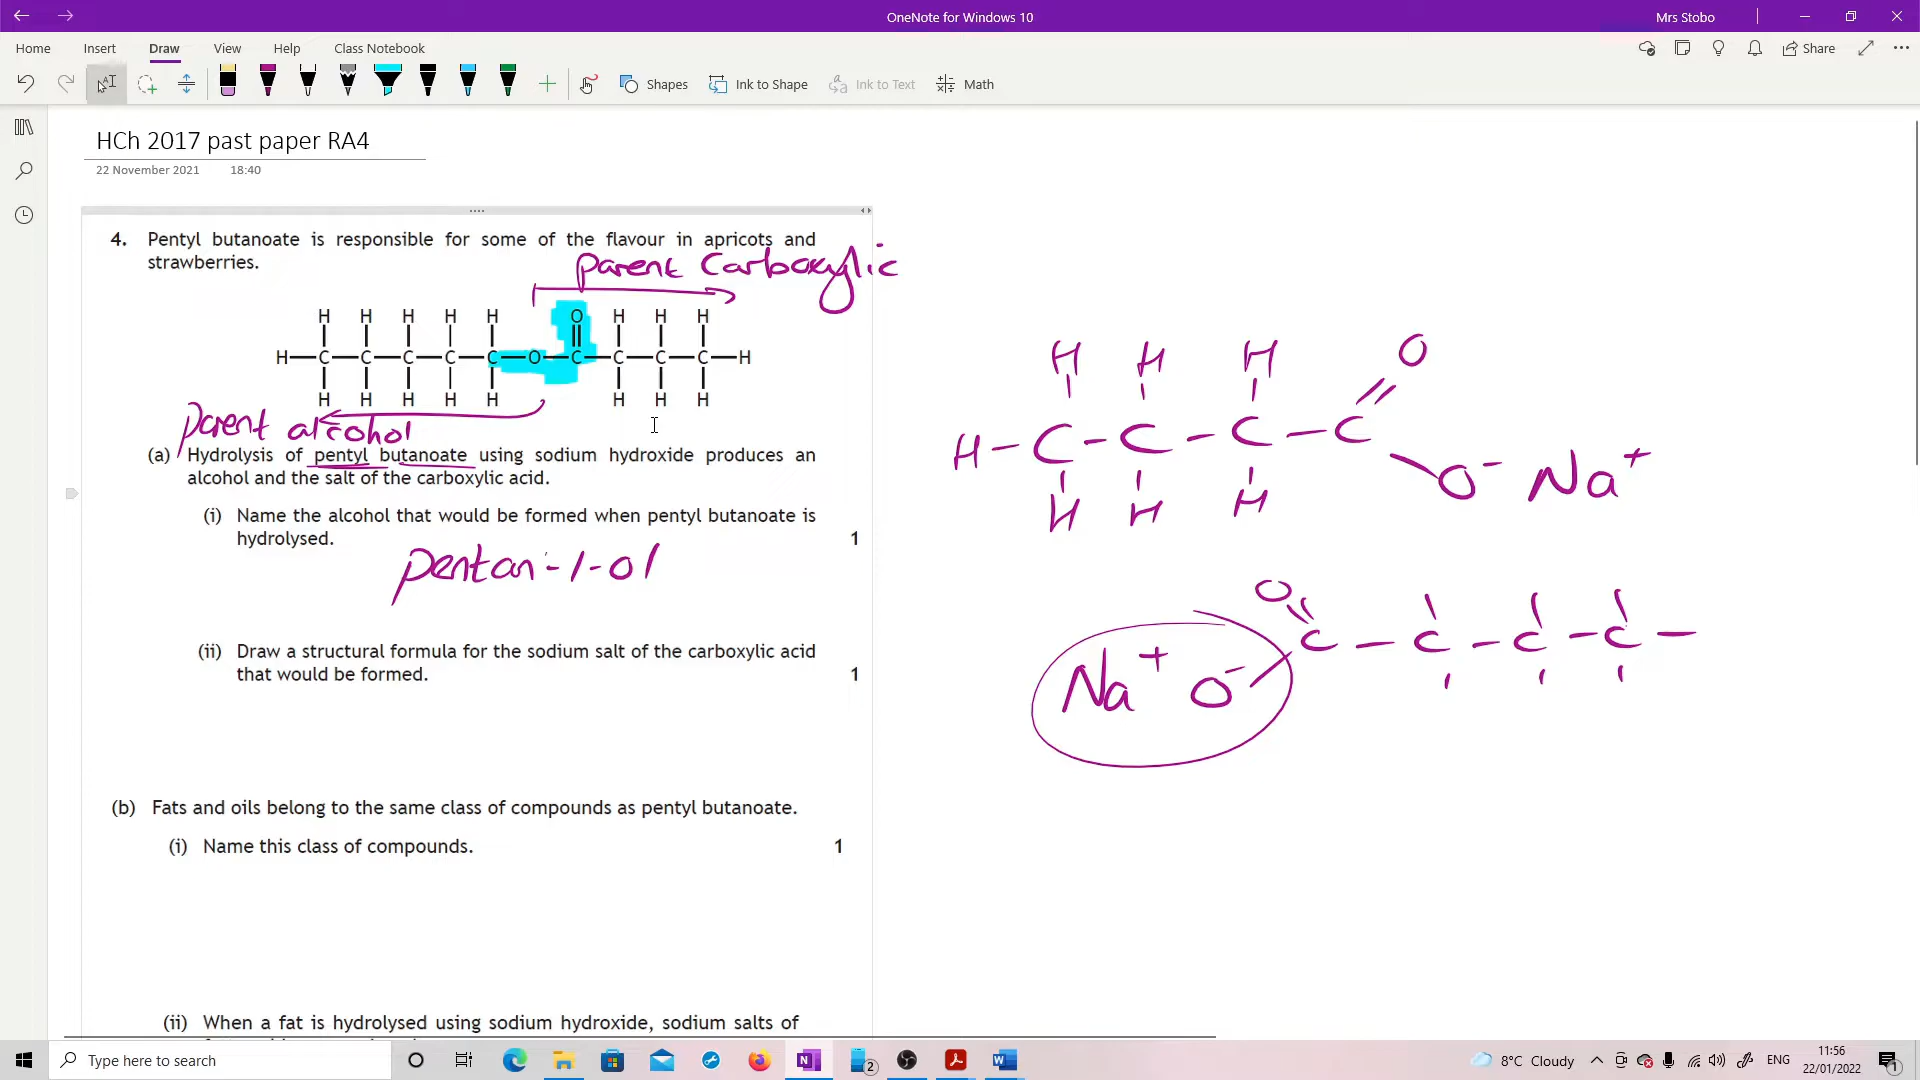 OneNote for Windows 10
Mrs Stobo
Home Insert Draw View Help Class Notebook
Share
Shapes Ink to Shape Ink to Text Math
HCh 2017 past paper RA4
22 November 2021 18:40
4. Pentyl butanoate is responsible for some of the flavour in apricots and
strawberries.
parent Carboxylic
H H H H H O H H H
H C C C C C O C C C C H
H H H H H H H H
parent alcohol
(a) Hydrolysis of pentyl butanoate using sodium hydroxide produces an
alcohol and the salt of the carboxylic acid.
(i) Name the alcohol that would be formed when pentyl butanoate is
hydrolysed. 1
pentan-1-ol
(ii) Draw a structural formula for the sodium salt of the carboxylic acid
that would be formed. 1
(b) Fats and oils belong to the same class of compounds as pentyl butanoate.
(i) Name this class of compounds. 1
(ii) When a fat is hydrolysed using sodium hydroxide, sodium salts of
H H H O
H - C - C - C - C
O⁻ Na⁺
H H H
O
C - C - C - C -
Na⁺ O⁻
Type here to search
2
8°C Cloudy
ENG
11:56
22/01/2022
1